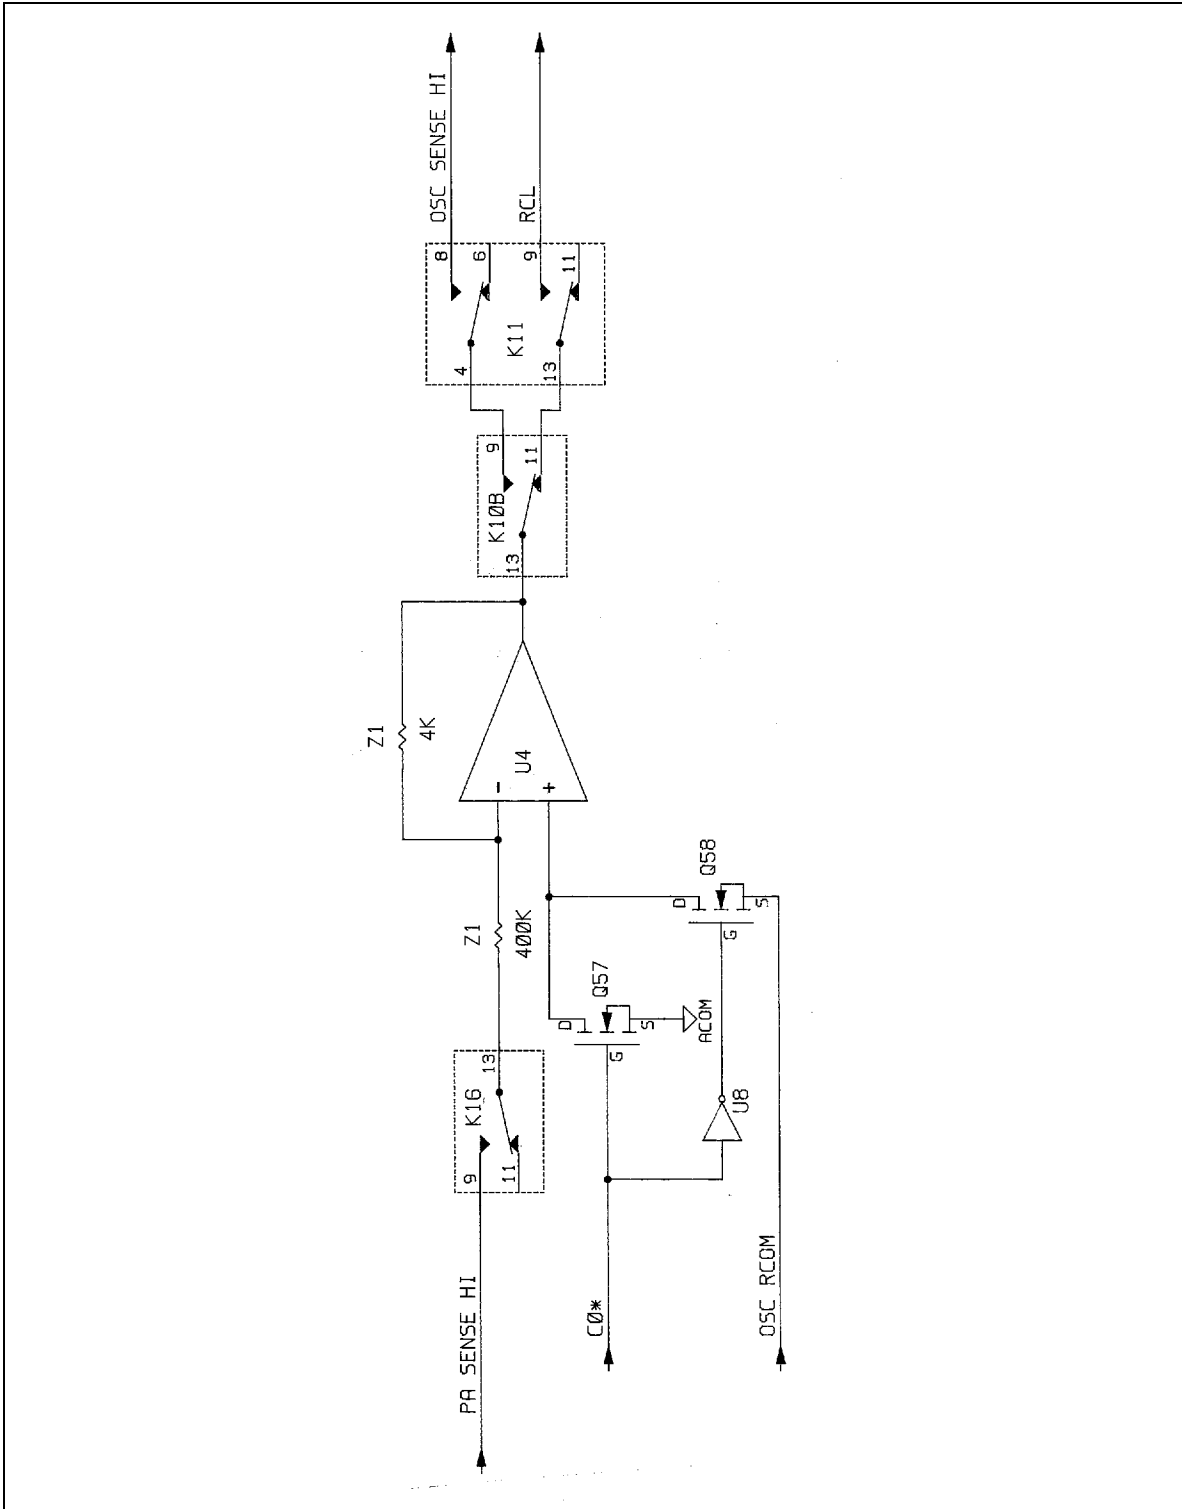 PA SENSE HI
9
11
K16
13
Z1
400K
Z1
4K
-
+
U4
13
K10B
9
11
4
13
K11
8
6
9
11
OSC SENSE HI
RCL
C0*
D
G
S
Q57
ACOM
U8
D
G
S
Q58
OSC RCOM